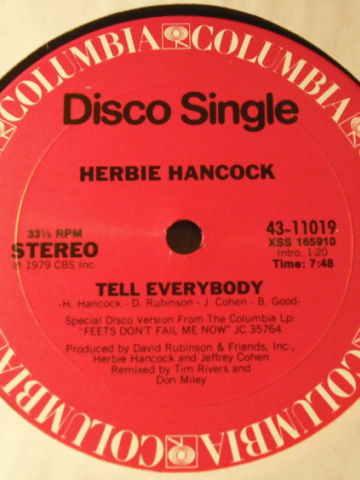 COLUMBIA COLUMBIA COLUMBIA COLUMBIA COLUMBIA COLUMBIA
Disco Single
HERBIE HANCOCK
33⅓ RPM
STEREO
℗ 1979 CBS Inc.
43-11019
XSS 165910
Intro: 1:20
Time: 7:48
TELL EVERYBODY
-H. Hancock - D. Rubinson - J. Cohen - B. Good-
Special Disco Version From The Columbia Lp:
"FEETS DON'T FAIL ME NOW" JC 35764
Produced by David Rubinson & Friends, Inc.,
Herbie Hancock and Jeffrey Cohen
Remixed by Tim Rivers and
Don Miley